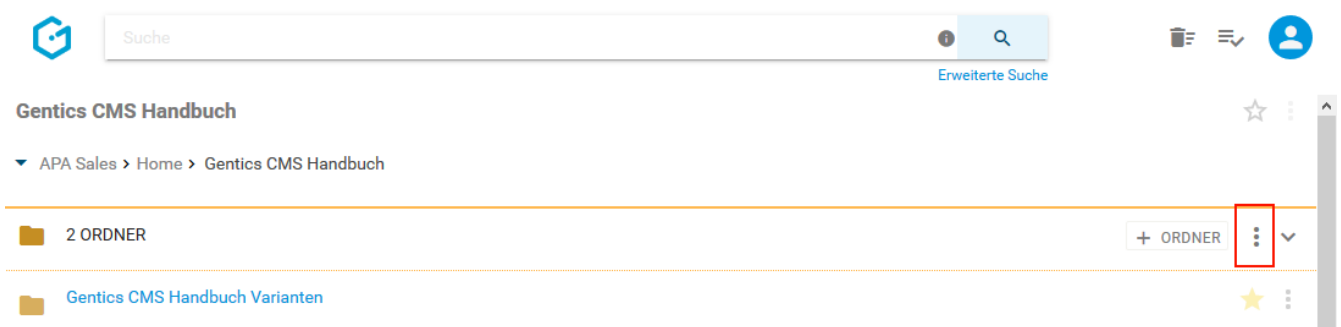 Suche
Erweiterte Suche
Gentics CMS Handbuch
APA Sales > Home > Gentics CMS Handbuch
2 ORDNER
+ ORDNER
Gentics CMS Handbuch Varianten